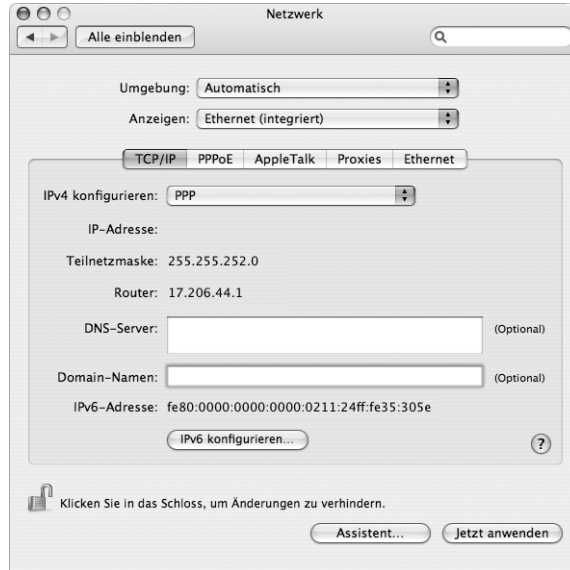 Netzwerk
Alle einblenden
Umgebung: Automatisch
Anzeigen: Ethernet (integriert)
TCP/IP PPPoE AppleTalk Proxies Ethernet
IPv4 konfigurieren: PPP
IP-Adresse:
Teilnetzmaske: 255.255.252.0
Router: 17.206.44.1
DNS-Server: (Optional)
Domain-Namen: (Optional)
IPv6-Adresse: fe80:0000:0000:0000:0211:24ff:fe35:305e
IPv6 konfigurieren... ?
Klicken Sie in das Schloss, um Änderungen zu verhindern.
Assistent... Jetzt anwenden